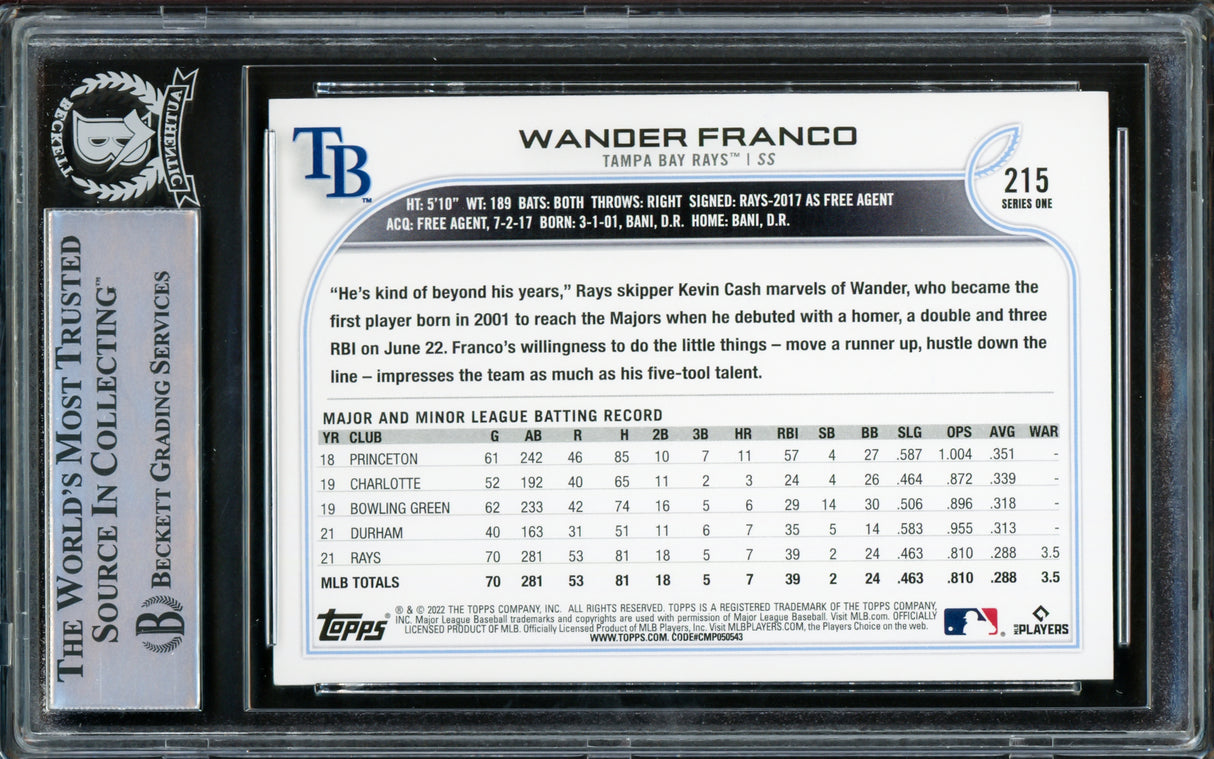 BECKETT AUTHENTIC
B
THE WORLD'S MOST TRUSTED
SOURCE IN COLLECTING™
B BECKETT GRADING SERVICES
TB™
WANDER FRANCO
TAMPA BAY RAYS™ | SS
215
SERIES ONE
HT: 5'10" WT: 189 BATS: BOTH THROWS: RIGHT SIGNED: RAYS-2017 AS FREE AGENT
ACQ: FREE AGENT, 7-2-17 BORN: 3-1-01, BANI, D.R. HOME: BANI, D.R.
“He's kind of beyond his years,” Rays skipper Kevin Cash marvels of Wander, who became the
first player born in 2001 to reach the Majors when he debuted with a homer, a double and three
RBI on June 22. Franco's willingness to do the little things – move a runner up, hustle down the
line – impresses the team as much as his five-tool talent.
MAJOR AND MINOR LEAGUE BATTING RECORD
YR CLUB G AB R H 2B 3B HR RBI SB BB SLG OPS AVG WAR
18 PRINCETON 61 242 46 85 10 7 11 57 4 27 .587 1.004 .351 -
19 CHARLOTTE 52 192 40 65 11 2 3 24 4 26 .464 .872 .339 -
19 BOWLING GREEN 62 233 42 74 16 5 6 29 14 30 .506 .896 .318 -
21 DURHAM 40 163 31 51 11 6 7 35 5 14 .583 .955 .313 -
21 RAYS 70 281 53 81 18 5 7 39 2 24 .463 .810 .288 3.5
MLB TOTALS 70 281 53 81 18 5 7 39 2 24 .463 .810 .288 3.5
Topps®
® & © 2022 THE TOPPS COMPANY, INC. ALL RIGHTS RESERVED. TOPPS IS A REGISTERED TRADEMARK OF THE TOPPS COMPANY,
INC. Major League Baseball trademarks and copyrights are used with permission of Major League Baseball. Visit MLB.com. OFFICIALLY
LICENSED PRODUCT OF MLB. Officially Licensed Product of MLB Players, Inc. Visit MLBPLAYERS.COM, the Players Choice on the web.
WWW.TOPPS.COM. CODE#CMP050543
®
MLB PLAYERS